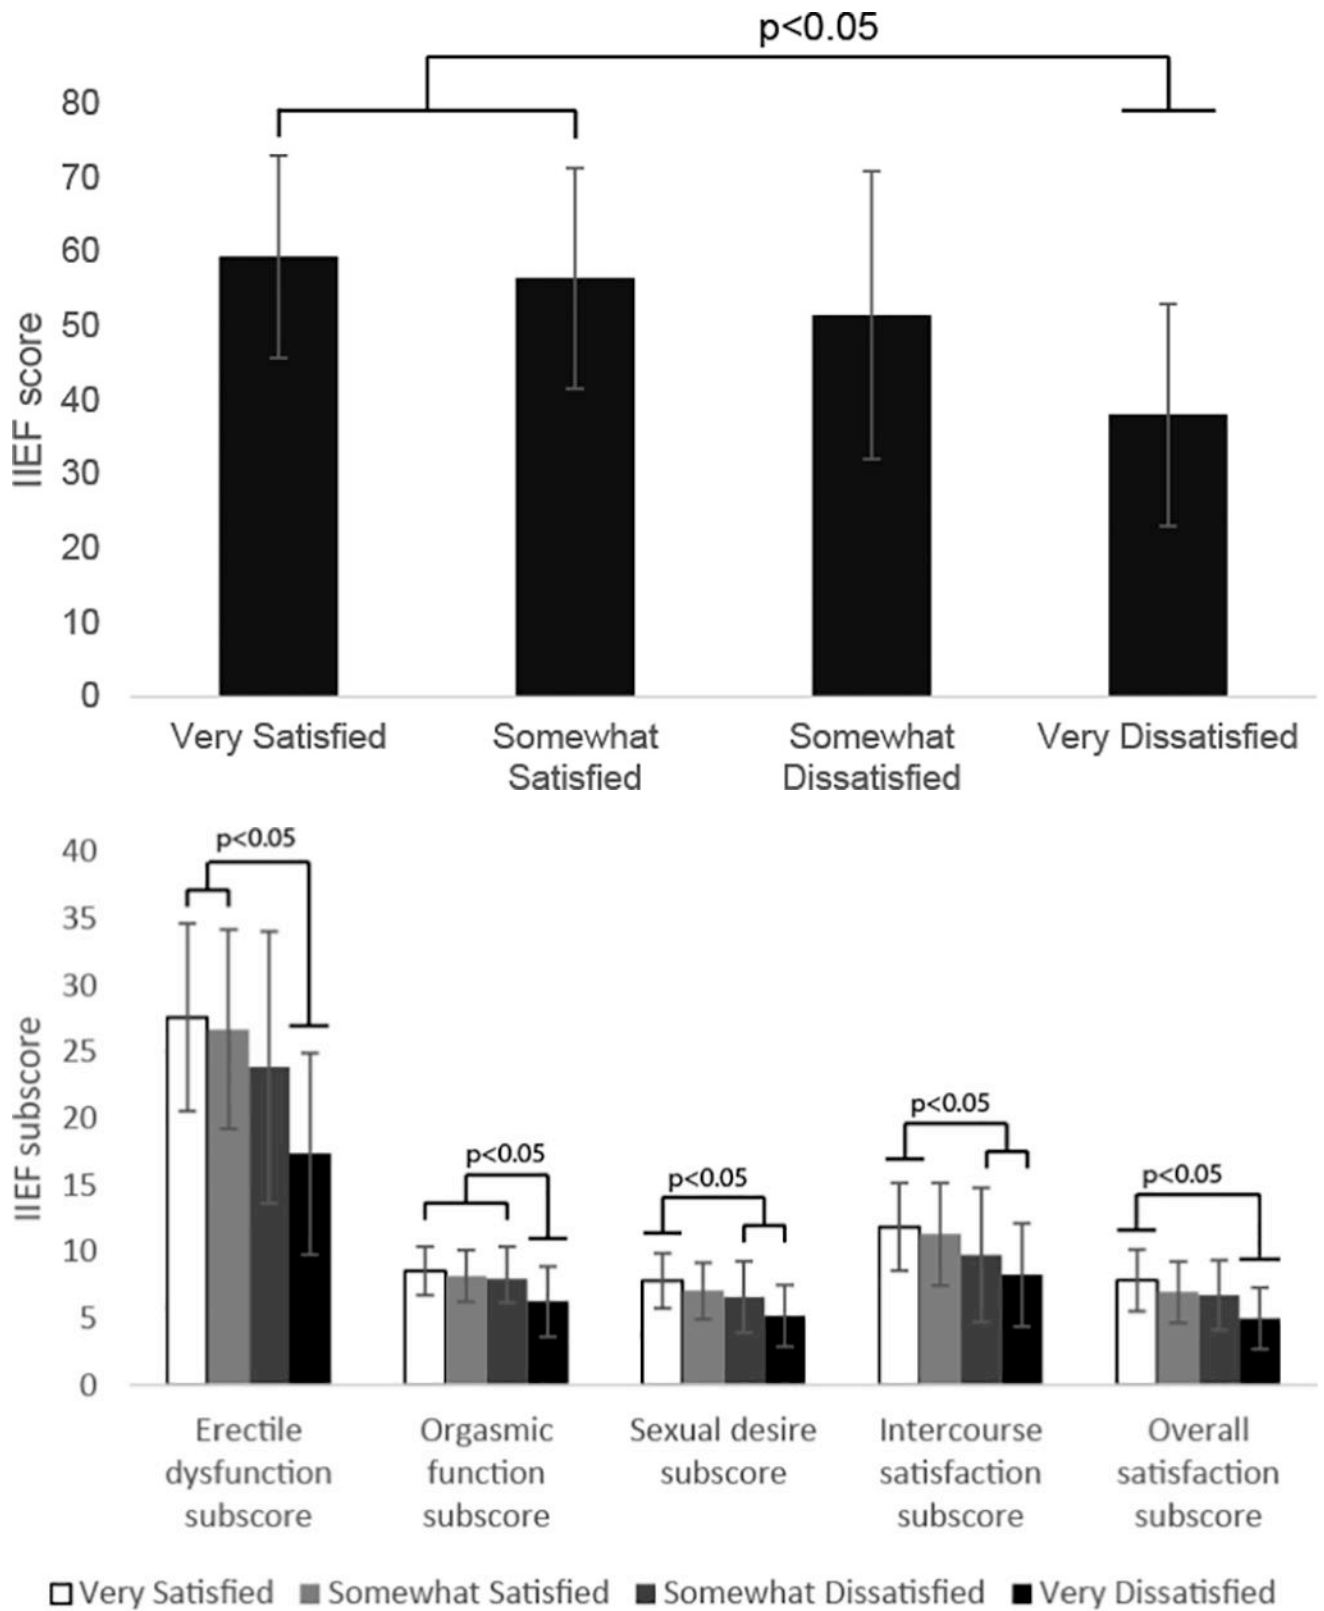 p<0.05
80
70
60
50
40
30
20
10
0
IIEF score
Very Satisfied
Somewhat
Satisfied
Somewhat
Dissatisfied
Very Dissatisfied
40
35
30
25
20
15
10
5
0
IIEF subscore
p<0.05
p<0.05
p<0.05
p<0.05
p<0.05
Erectile
dysfunction
subscore
Orgasmic
function
subscore
Sexual desire
subscore
Intercourse
satisfaction
subscore
Overall
satisfaction
subscore
Very Satisfied Somewhat Satisfied Somewhat Dissatisfied Very Dissatisfied